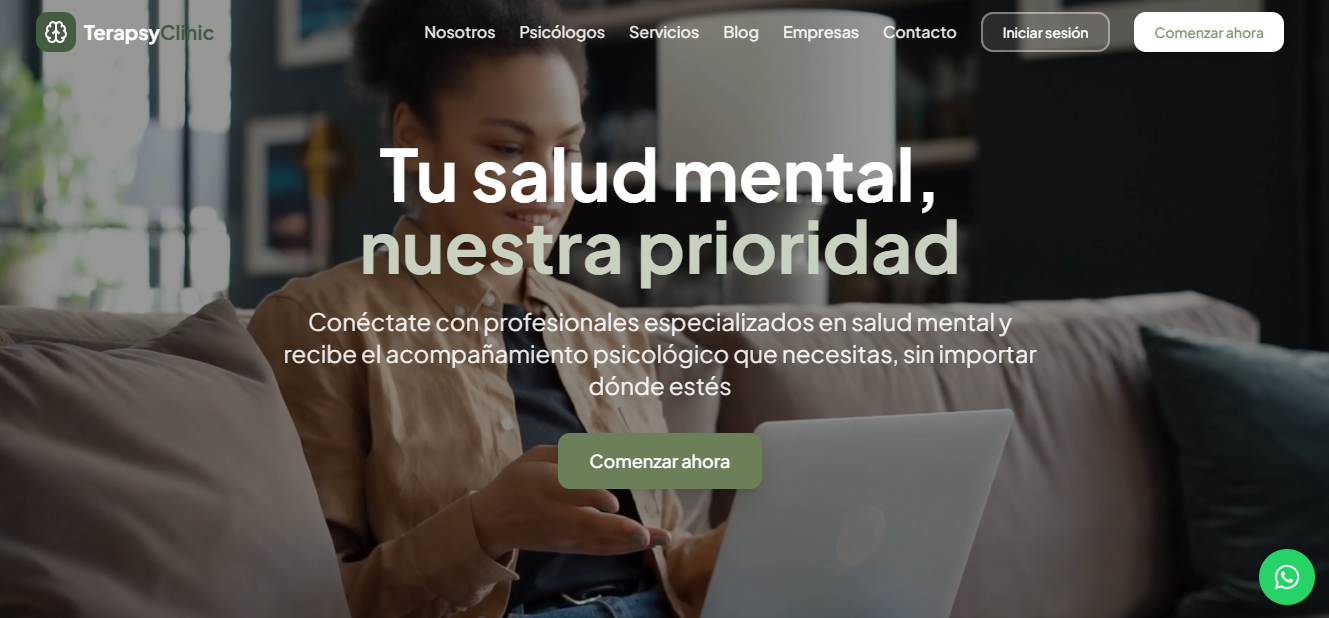 TerapsyClinic
Nosotros
Psicólogos
Servicios
Blog
Empresas
Contacto
Iniciar sesión
Comenzar ahora
Tu salud mental,
nuestra prioridad
Conéctate con profesionales especializados en salud mental y
recibe el acompañamiento psicológico que necesitas, sin importar
dónde estés
Comenzar ahora